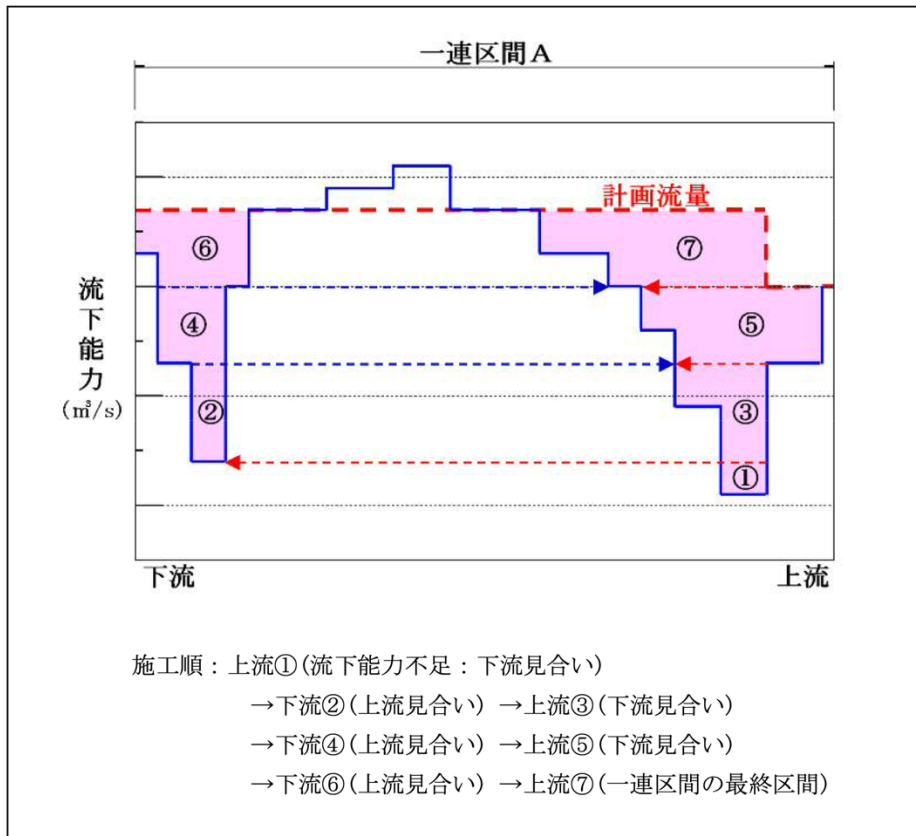 一連区間A
計画流量
⑥
⑦
④
⑤
②
③
①
流下能力
(㎥/s)
下流
上流
施工順：上流①(流下能力不足：下流見合い)
→下流②(上流見合い) →上流③(下流見合い)
→下流④(上流見合い) →上流⑤(下流見合い)
→下流⑥(上流見合い) →上流⑦(一連区間の最終区間)